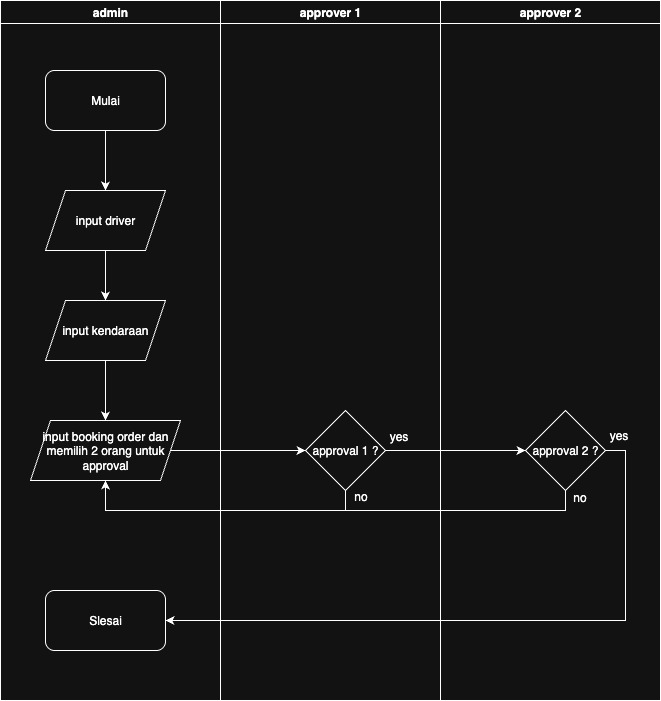 admin
approver 1
approver 2
Mulai
input driver
input kendaraan
input booking order dan
memilih 2 orang untuk
approval
approval 1 ?
yes
no
approval 2 ?
yes
no
Slesai